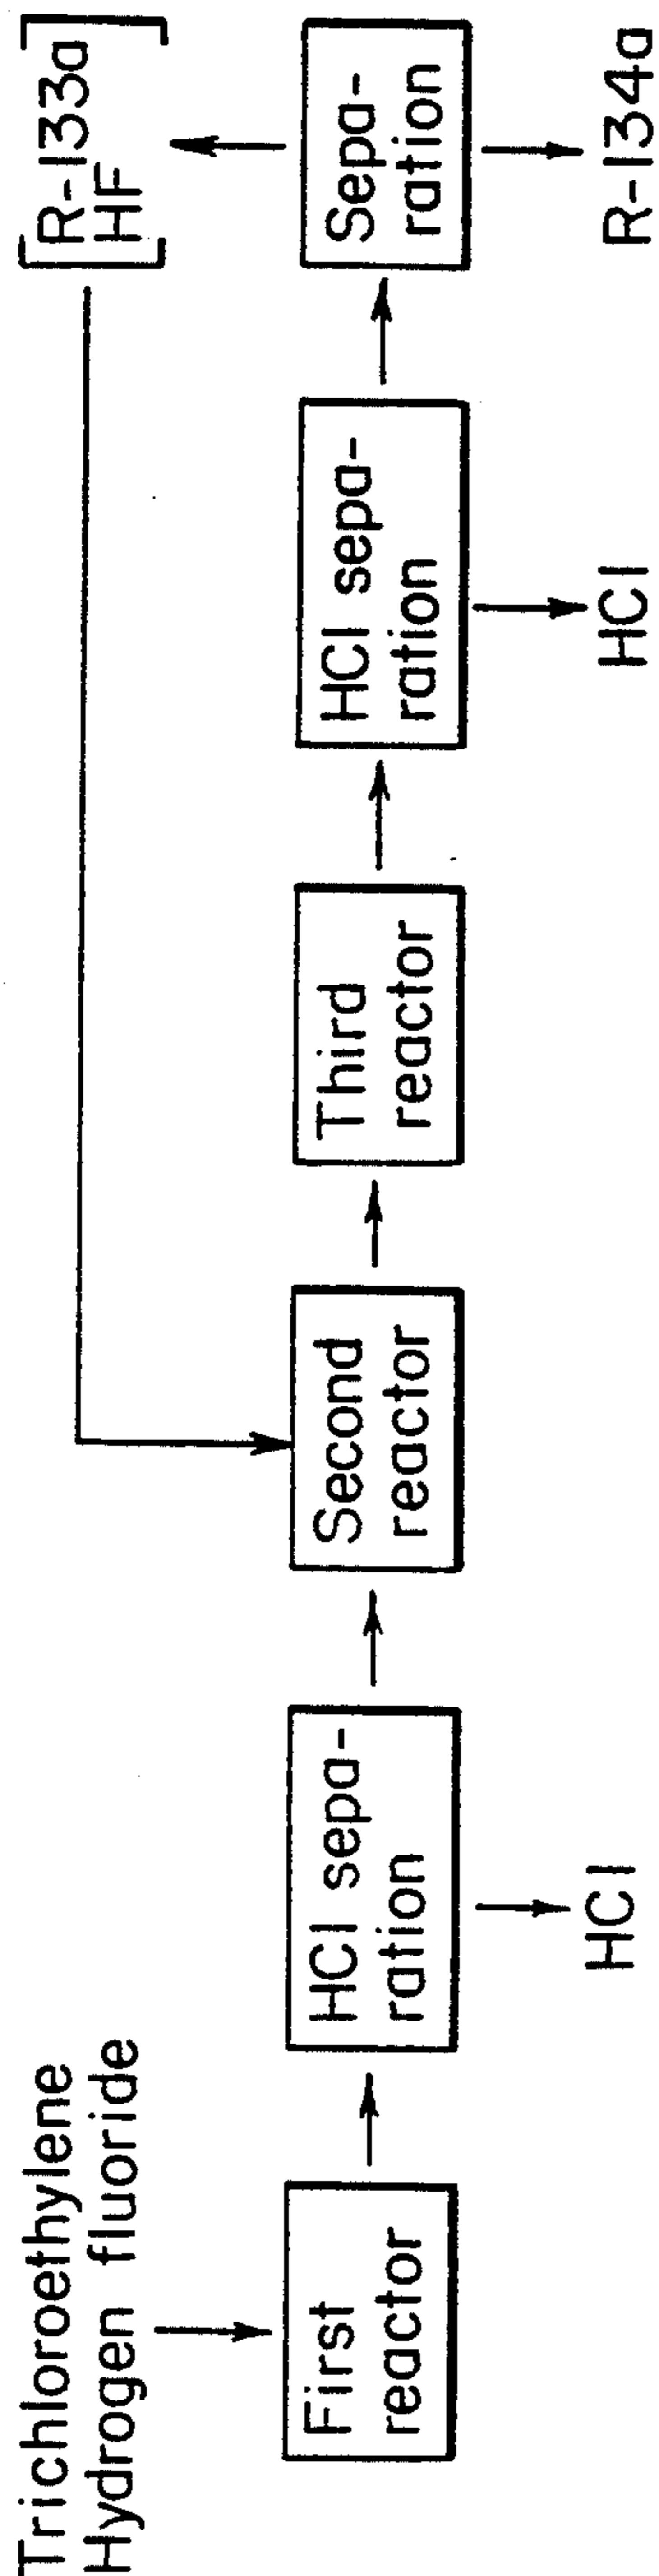 Trichloroethylene
Hydrogen fluoride
First
reactor
HCl sepa-
ration
HCl
Second
reactor
Third
reactor
HCl sepa-
ration
HCl
Sepa-
ration
[R-133a
HF]
R-134a